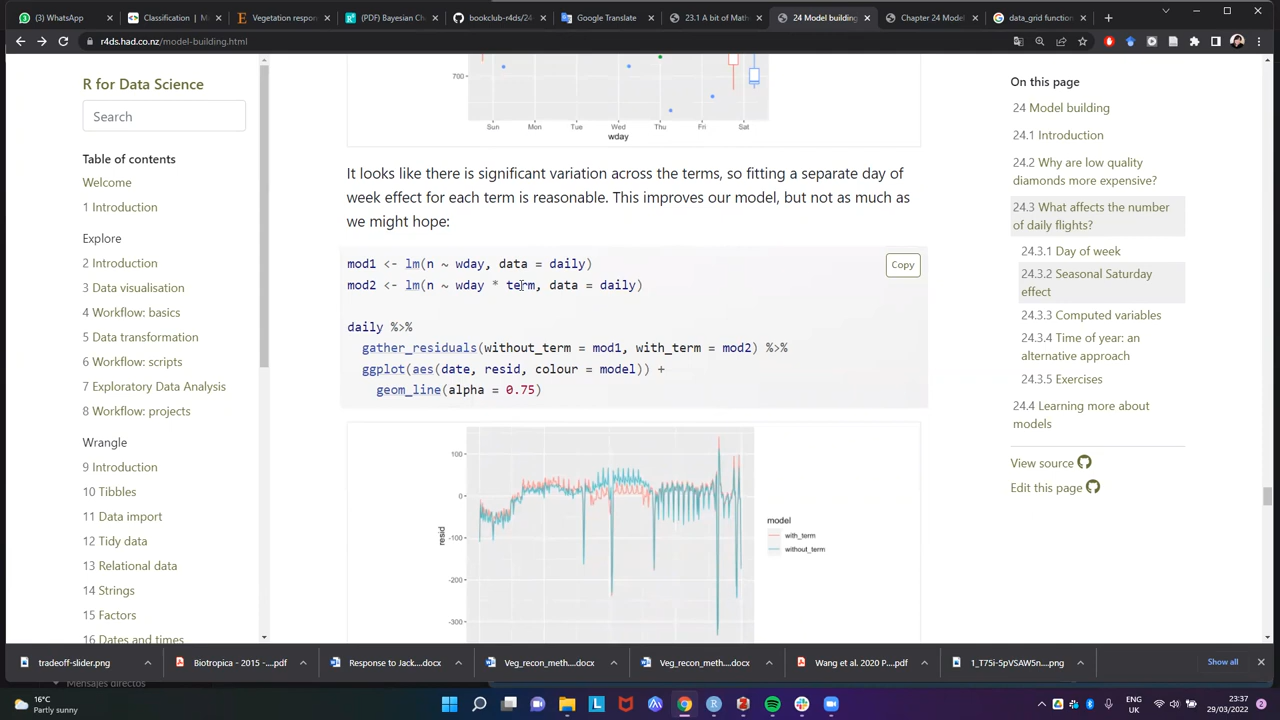 WhatsApp
Classification | M
Vegetation respon
(PDF) Bayesian Ch
bookclub-r4ds/24
Google Translate
23.1 A bit of Math
24 Model building
Chapter 24 Model
data_grid function
r4ds.had.co.nz/model-building.html
R for Data Science
Search
Table of contents
Welcome
1 Introduction
Explore
2 Introduction
3 Data visualisation
4 Workflow: basics
5 Data transformation
6 Workflow: scripts
7 Exploratory Data Analysis
8 Workflow: projects
Wrangle
9 Introduction
10 Tibbles
11 Data import
12 Tidy data
13 Relational data
14 Strings
15 Factors
16 Dates and times
700
Sun Mon Tue Wed Thu Fri Sat
wday
It looks like there is significant variation across the terms, so fitting a separate day of
week effect for each term is reasonable. This improves our model, but not as much as
we might hope:
Copy
mod1 <- lm(n ~ wday, data = daily)
mod2 <- lm(n ~ wday * term, data = daily)
daily %>%
gather_residuals(without_term = mod1, with_term = mod2) %>%
ggplot(aes(date, resid, colour = model)) +
geom_line(alpha = 0.75)
100
0
-100
-200
-300
resid
model
with_term
without_term
On this page
24 Model building
24.1 Introduction
24.2 Why are low quality
diamonds more expensive?
24.3 What affects the number
of daily flights?
24.3.1 Day of week
24.3.2 Seasonal Saturday
effect
24.3.3 Computed variables
24.3.4 Time of year: an
alternative approach
24.3.5 Exercises
24.4 Learning more about
models
View source
Edit this page
tradeoff-slider.png
Biotropica - 2015 -....pdf
Response to Jack....docx
Veg_recon_meth....docx
Veg_recon_meth....docx
Wang et al. 2020 P....pdf
1_T75i-5pVSAW5n....png
Show all
Mensajes directos
16°C
Partly sunny
ENG
UK
23:37
29/03/2022